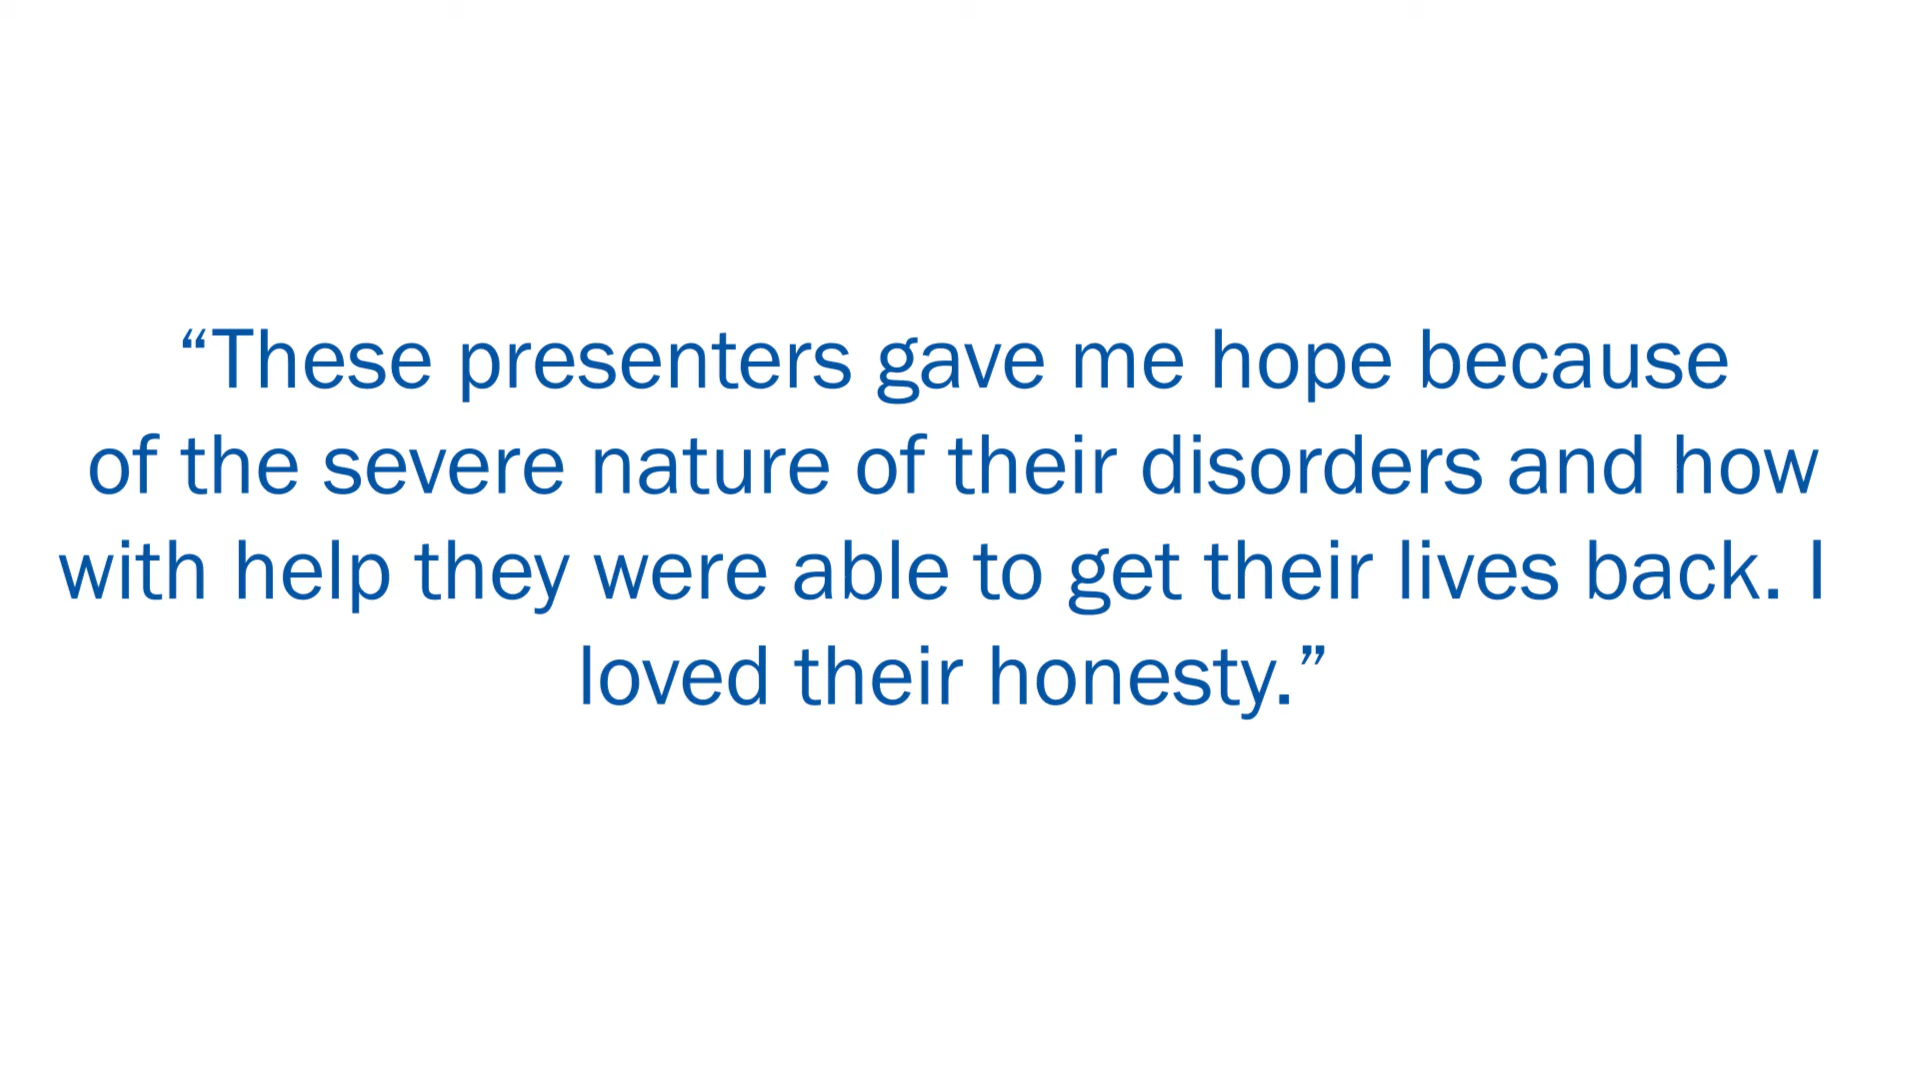 “These presenters gave me hope because
of the severe nature of their disorders and how
with help they were able to get their lives back. I
loved their honesty.”